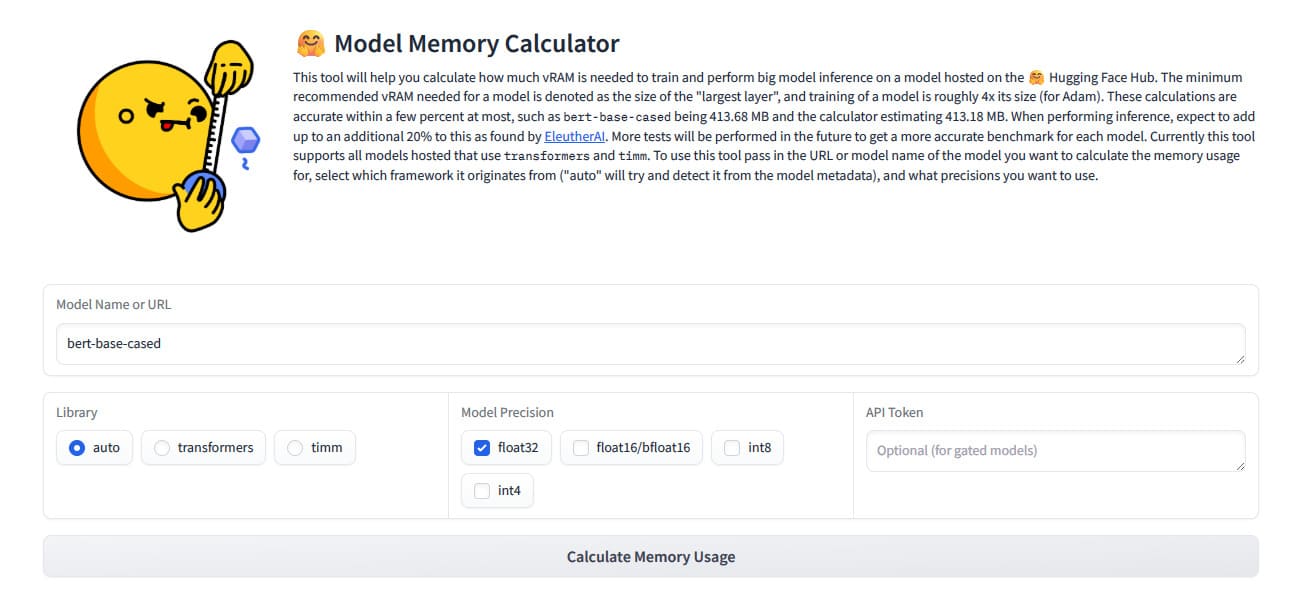 🤗 Model Memory Calculator
This tool will help you calculate how much vRAM is needed to train and perform big model inference on a model hosted on the 🤗 Hugging Face Hub. The minimum
recommended vRAM needed for a model is denoted as the size of the "largest layer", and training of a model is roughly 4x its size (for Adam). These calculations are
accurate within a few percent at most, such as bert-base-cased being 413.68 MB and the calculator estimating 413.18 MB. When performing inference, expect to add
up to an additional 20% to this as found by EleutherAI. More tests will be performed in the future to get a more accurate benchmark for each model. Currently this tool
supports all models hosted that use transformers and timm. To use this tool pass in the URL or model name of the model you want to calculate the memory usage
for, select which framework it originates from ("auto" will try and detect it from the model metadata), and what precisions you want to use.
Model Name or URL
bert-base-cased
Library
auto transformers timm
Model Precision
float32 float16/bfloat16 int8
int4
API Token
Optional (for gated models)
Calculate Memory Usage